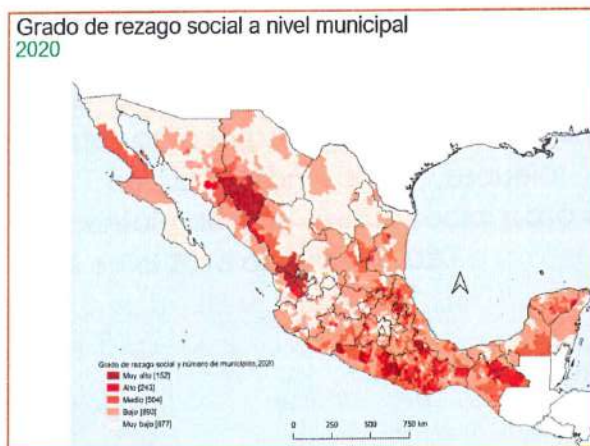 Grado de rezago social a nivel municipal
2020
Grado de rezago social y número de municipios, 2020
Muy alto [152]
Alto [243]
Medio [504]
Bajo [893]
Muy bajo [677]
0 250 500 750 km